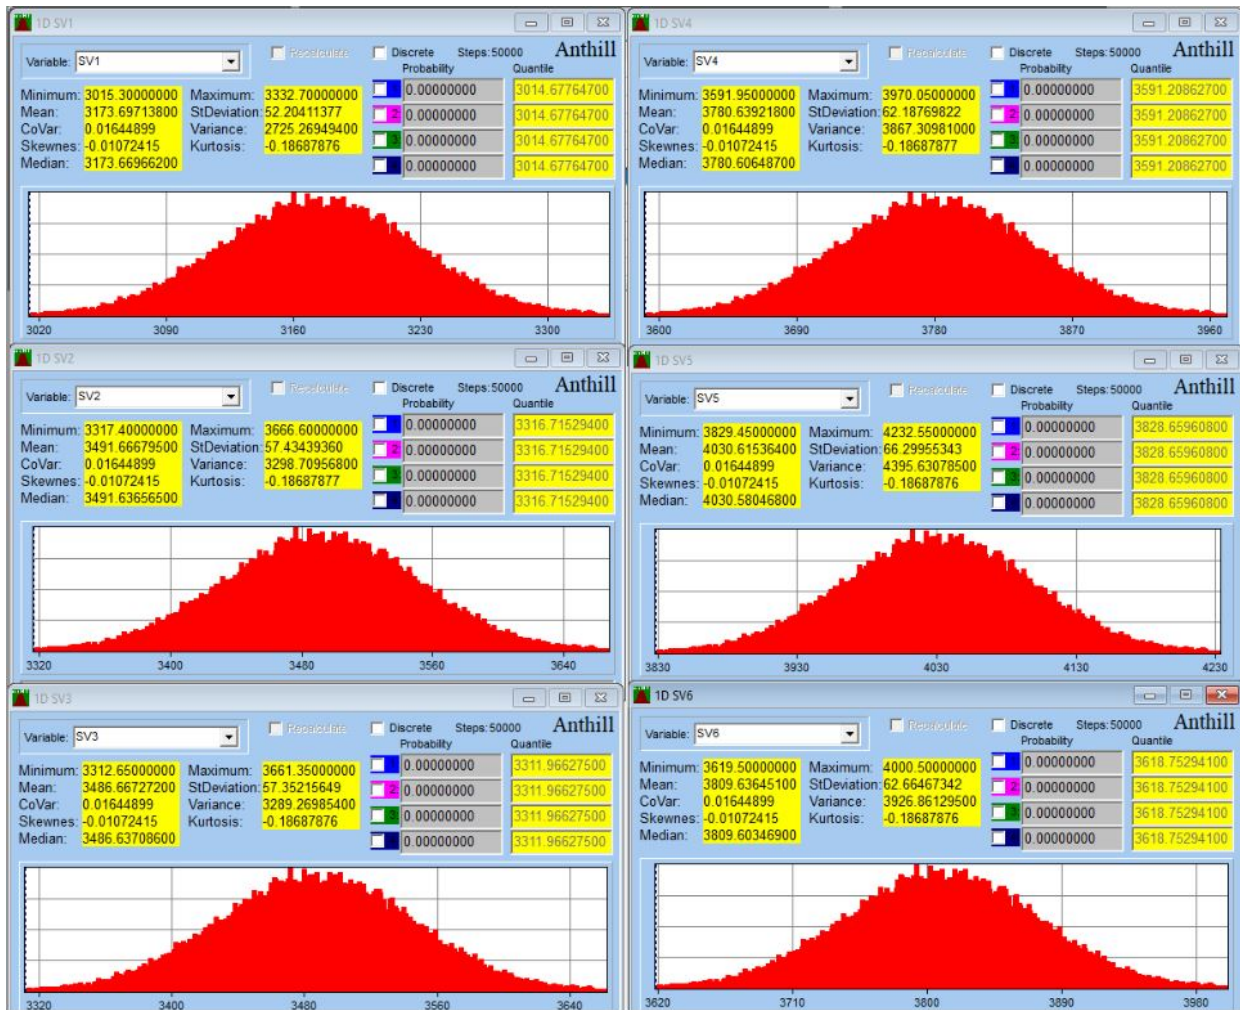 1D SV1
Variable: SV1 Recalculate Discrete Steps:50000 Anthill
Probability Quantile
Minimum: 3015.30000000 Maximum: 3332.70000000 0.00000000 3014.67764700
Mean: 3173.69713800 StDeviation: 52.20411377 2 0.00000000 3014.67764700
CoVar: 0.01644899 Variance: 2725.26949400 3 0.00000000 3014.67764700
Skewnes: -0.01072415 Kurtosis: -0.18687876 0.00000000 3014.67764700
Median: 3173.66966200
3020 3090 3160 3230 3300
1D SV2
Variable: SV2 Recalculate Discrete Steps:50000 Anthill
Probability Quantile
Minimum: 3317.40000000 Maximum: 3666.60000000 0.00000000 3316.71529400
Mean: 3491.66679500 StDeviation: 57.43439360 2 0.00000000 3316.71529400
CoVar: 0.01644899 Variance: 3298.70956800 3 0.00000000 3316.71529400
Skewnes: -0.01072415 Kurtosis: -0.18687877 0.00000000 3316.71529400
Median: 3491.63656500
3320 3400 3480 3560 3640
1D SV3
Variable: SV3 Recalculate Discrete Steps:50000 Anthill
Probability Quantile
Minimum: 3312.65000000 Maximum: 3661.35000000 0.00000000 3311.96627500
Mean: 3486.66727200 StDeviation: 57.35215649 2 0.00000000 3311.96627500
CoVar: 0.01644899 Variance: 3289.26985400 3 0.00000000 3311.96627500
Skewnes: -0.01072415 Kurtosis: -0.18687876 0.00000000 3311.96627500
Median: 3486.63708600
3320 3400 3480 3560 3640
1D SV4
Variable: SV4 Recalculate Discrete Steps:50000 Anthill
Probability Quantile
Minimum: 3591.95000000 Maximum: 3970.05000000 0.00000000 3591.20862700
Mean: 3780.63921800 StDeviation: 62.18769822 2 0.00000000 3591.20862700
CoVar: 0.01644899 Variance: 3867.30981000 3 0.00000000 3591.20862700
Skewnes: -0.01072415 Kurtosis: -0.18687877 0.00000000 3591.20862700
Median: 3780.60648700
3600 3690 3780 3870 3960
1D SV5
Variable: SV5 Recalculate Discrete Steps:50000 Anthill
Probability Quantile
Minimum: 3829.45000000 Maximum: 4232.55000000 0.00000000 3828.65960800
Mean: 4030.61536400 StDeviation: 66.29955343 2 0.00000000 3828.65960800
CoVar: 0.01644899 Variance: 4395.63078500 3 0.00000000 3828.65960800
Skewnes: -0.01072415 Kurtosis: -0.18687876 0.00000000 3828.65960800
Median: 4030.58046800
3830 3930 4030 4130 4230
1D SV6
Variable: SV6 Recalculate Discrete Steps:50000 Anthill
Probability Quantile
Minimum: 3619.50000000 Maximum: 4000.50000000 0.00000000 3618.75294100
Mean: 3809.63645100 StDeviation: 62.66467342 2 0.00000000 3618.75294100
CoVar: 0.01644899 Variance: 3926.86129500 3 0.00000000 3618.75294100
Skewnes: -0.01072415 Kurtosis: -0.18687876 0.00000000 3618.75294100
Median: 3809.60346900
3620 3710 3800 3890 3980